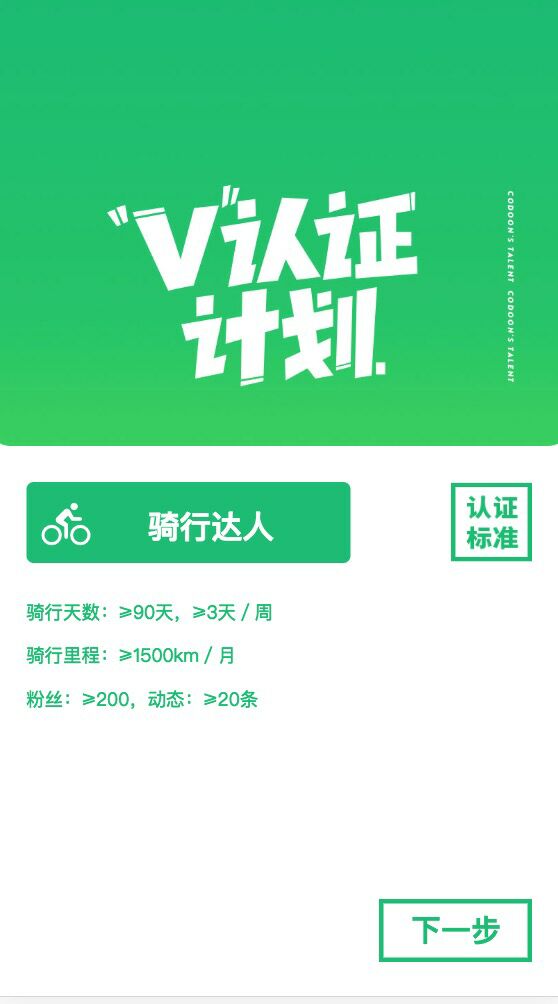 "V"认证
计划.
CODOON'S TALENT CODOON'S TALENT
骑行达人
认证
标准
骑行天数：≥90天，≥3天 / 周
骑行里程：≥1500km / 月
粉丝：≥200，动态：≥20条
下一步